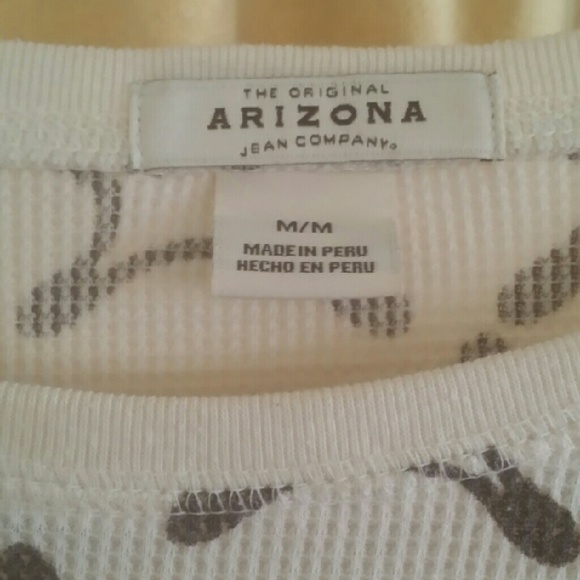 THE ORIGINAL
ARIZONA
JEAN COMPANY®
M/M
MADE IN PERU
HECHO EN PERU